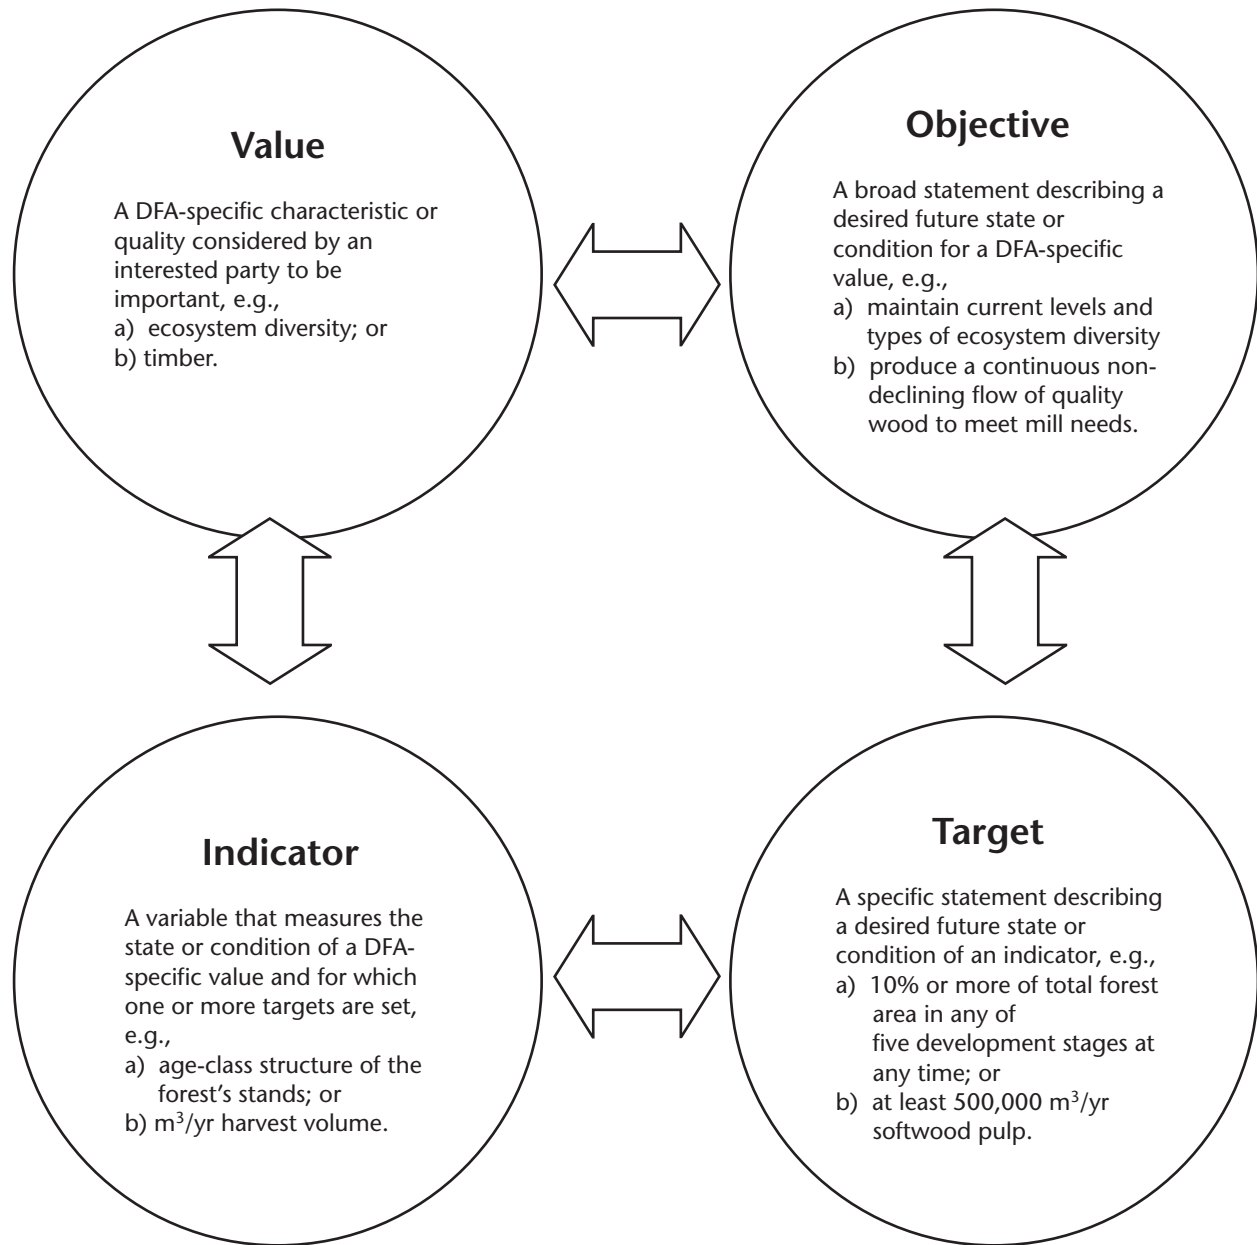 Value
A DFA-specific characteristic or
quality considered by an
interested party to be
important, e.g.,
a) ecosystem diversity; or
b) timber.
Objective
A broad statement describing a
desired future state or
condition for a DFA-specific
value, e.g.,
a) maintain current levels and
types of ecosystem diversity
b) produce a continuous non-
declining flow of quality
wood to meet mill needs.
Indicator
A variable that measures the
state or condition of a DFA-
specific value and for which
one or more targets are set,
e.g.,
a) age-class structure of the
forest’s stands; or
b) m³/yr harvest volume.
Target
A specific statement describing
a desired future state or
condition of an indicator, e.g.,
a) 10% or more of total forest
area in any of
five development stages at
any time; or
b) at least 500,000 m³/yr
softwood pulp.